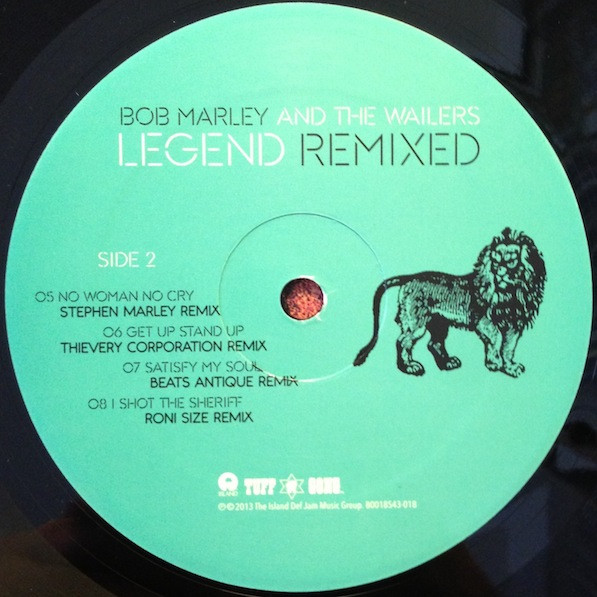 BOB MARLEY AND THE WAILERS
LEGEND REMIXED
SIDE 2
05 NO WOMAN NO CRY
STEPHEN MARLEY REMIX
06 GET UP STAND UP
THIEVERY CORPORATION REMIX
07 SATISFY MY SOUL
BEATS ANTIQUE REMIX
08 I SHOT THE SHERIFF
RONI SIZE REMIX
ISLAND TUFF GONG
℗© 2013 The Island Def Jam Music Group. B0018543-01B